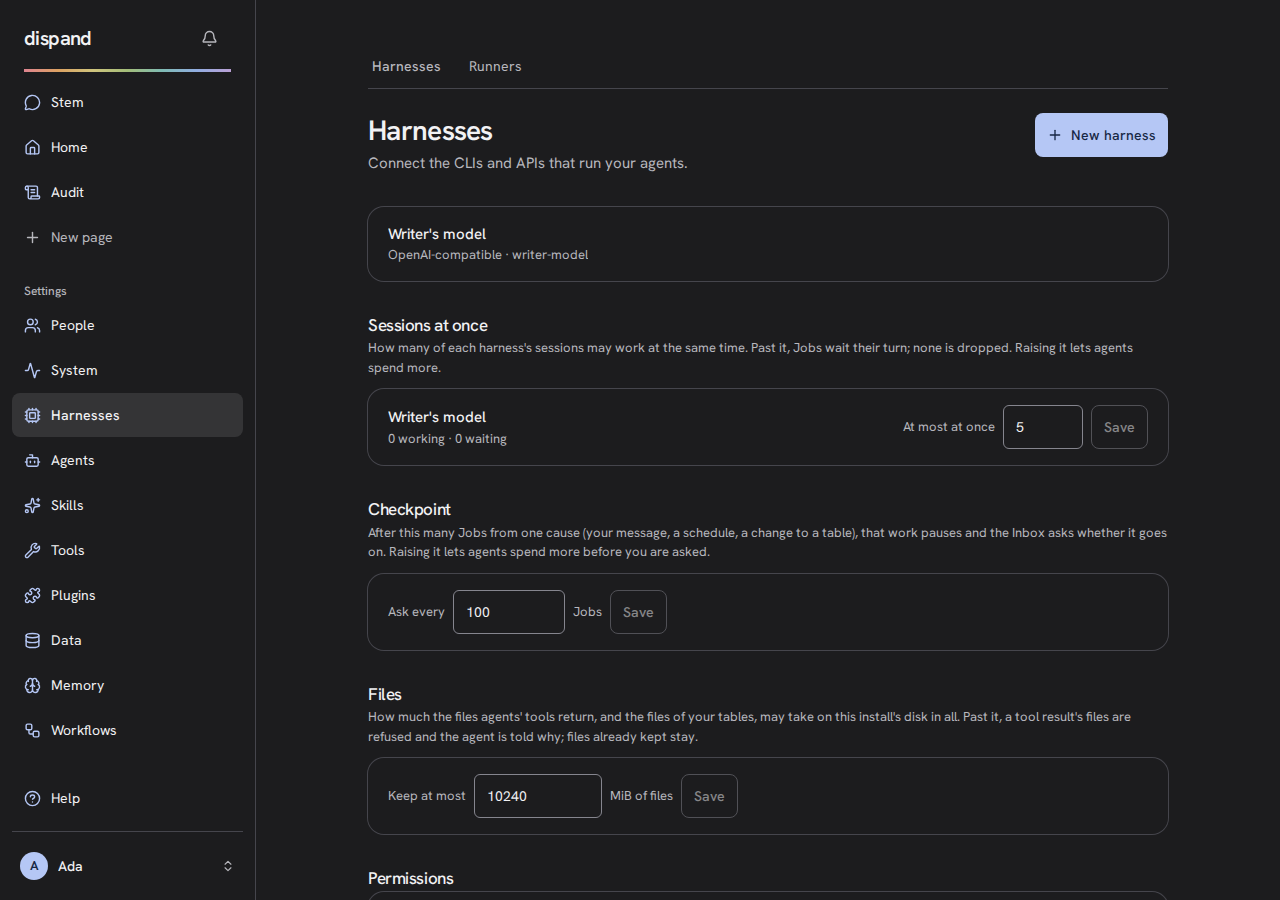 dispand
Stem
Home
Audit
New page
Settings
People
System
Harnesses
Agents
Skills
Tools
Plugins
Data
Memory
Workflows
Help
A Ada
Harnesses Runners
Harnesses
Connect the CLIs and APIs that run your agents.
New harness
Writer's model
OpenAI-compatible · writer-model
Sessions at once
How many of each harness's sessions may work at the same time. Past it, Jobs wait their turn; none is dropped. Raising it lets agents
spend more.
Writer's model
0 working · 0 waiting
At most at once 5 Save
Checkpoint
After this many Jobs from one cause (your message, a schedule, a change to a table), that work pauses and the Inbox asks whether it goes
on. Raising it lets agents spend more before you are asked.
Ask every 100 Jobs Save
Files
How much the files agents' tools return, and the files of your tables, may take on this install's disk in all. Past it, a tool result's files are
refused and the agent is told why; files already kept stay.
Keep at most 10240 MiB of files Save
Permissions